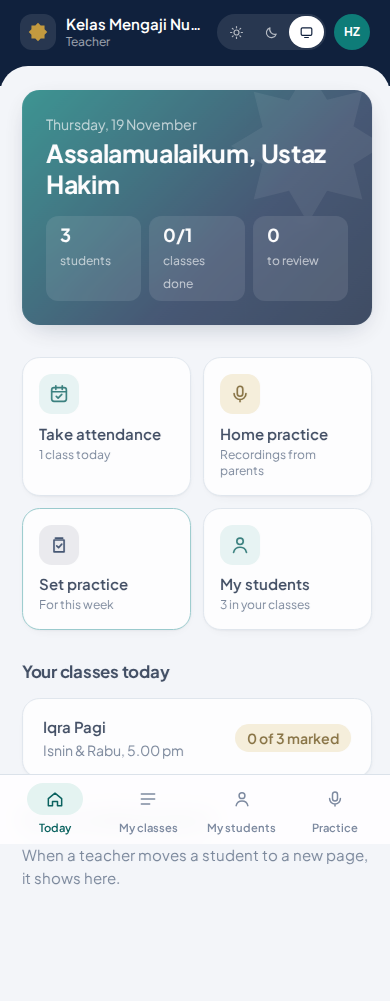 Kelas Mengaji Nu…
Teacher
HZ
Thursday, 19 November
Assalamualaikum, Ustaz
Hakim
3
students
0/1
classes
done
0
to review
Take attendance
1 class today
Home practice
Recordings from
parents
Set practice
For this week
My students
3 in your classes
Your classes today
Iqra Pagi
Isnin & Rabu, 5.00 pm
0 of 3 marked
Today
My classes
My students
Practice
When a teacher moves a student to a new page,
it shows here.